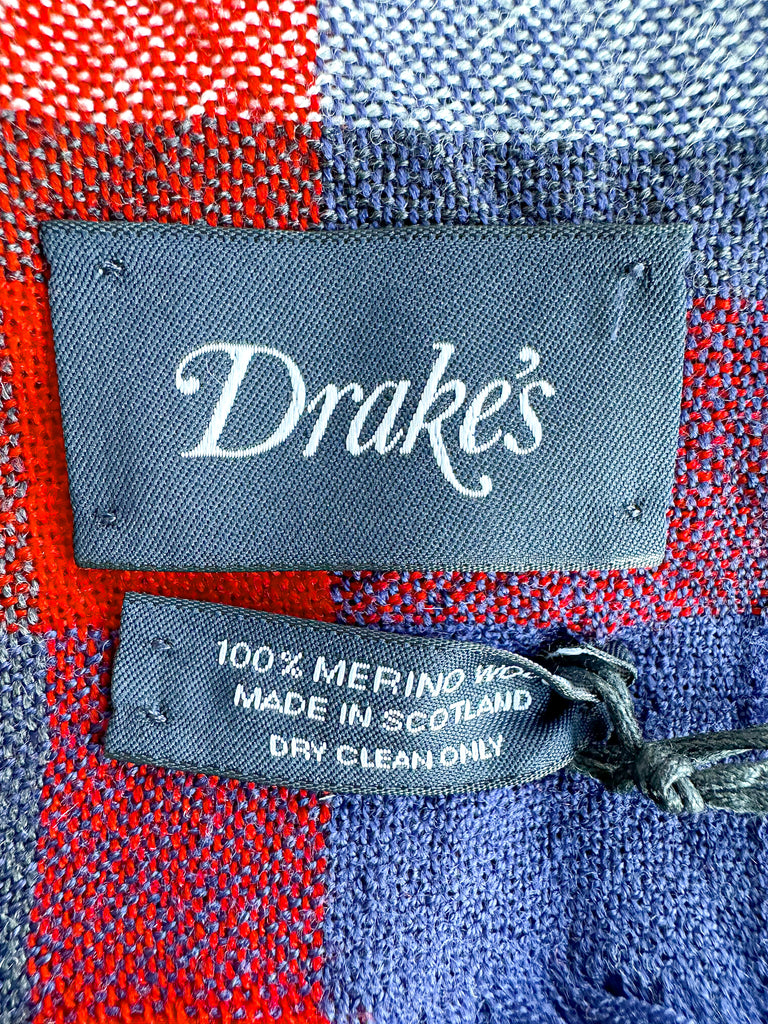 Drake's
100% MERINO
MADE IN SCOTLAND
DRY CLEAN ONLY